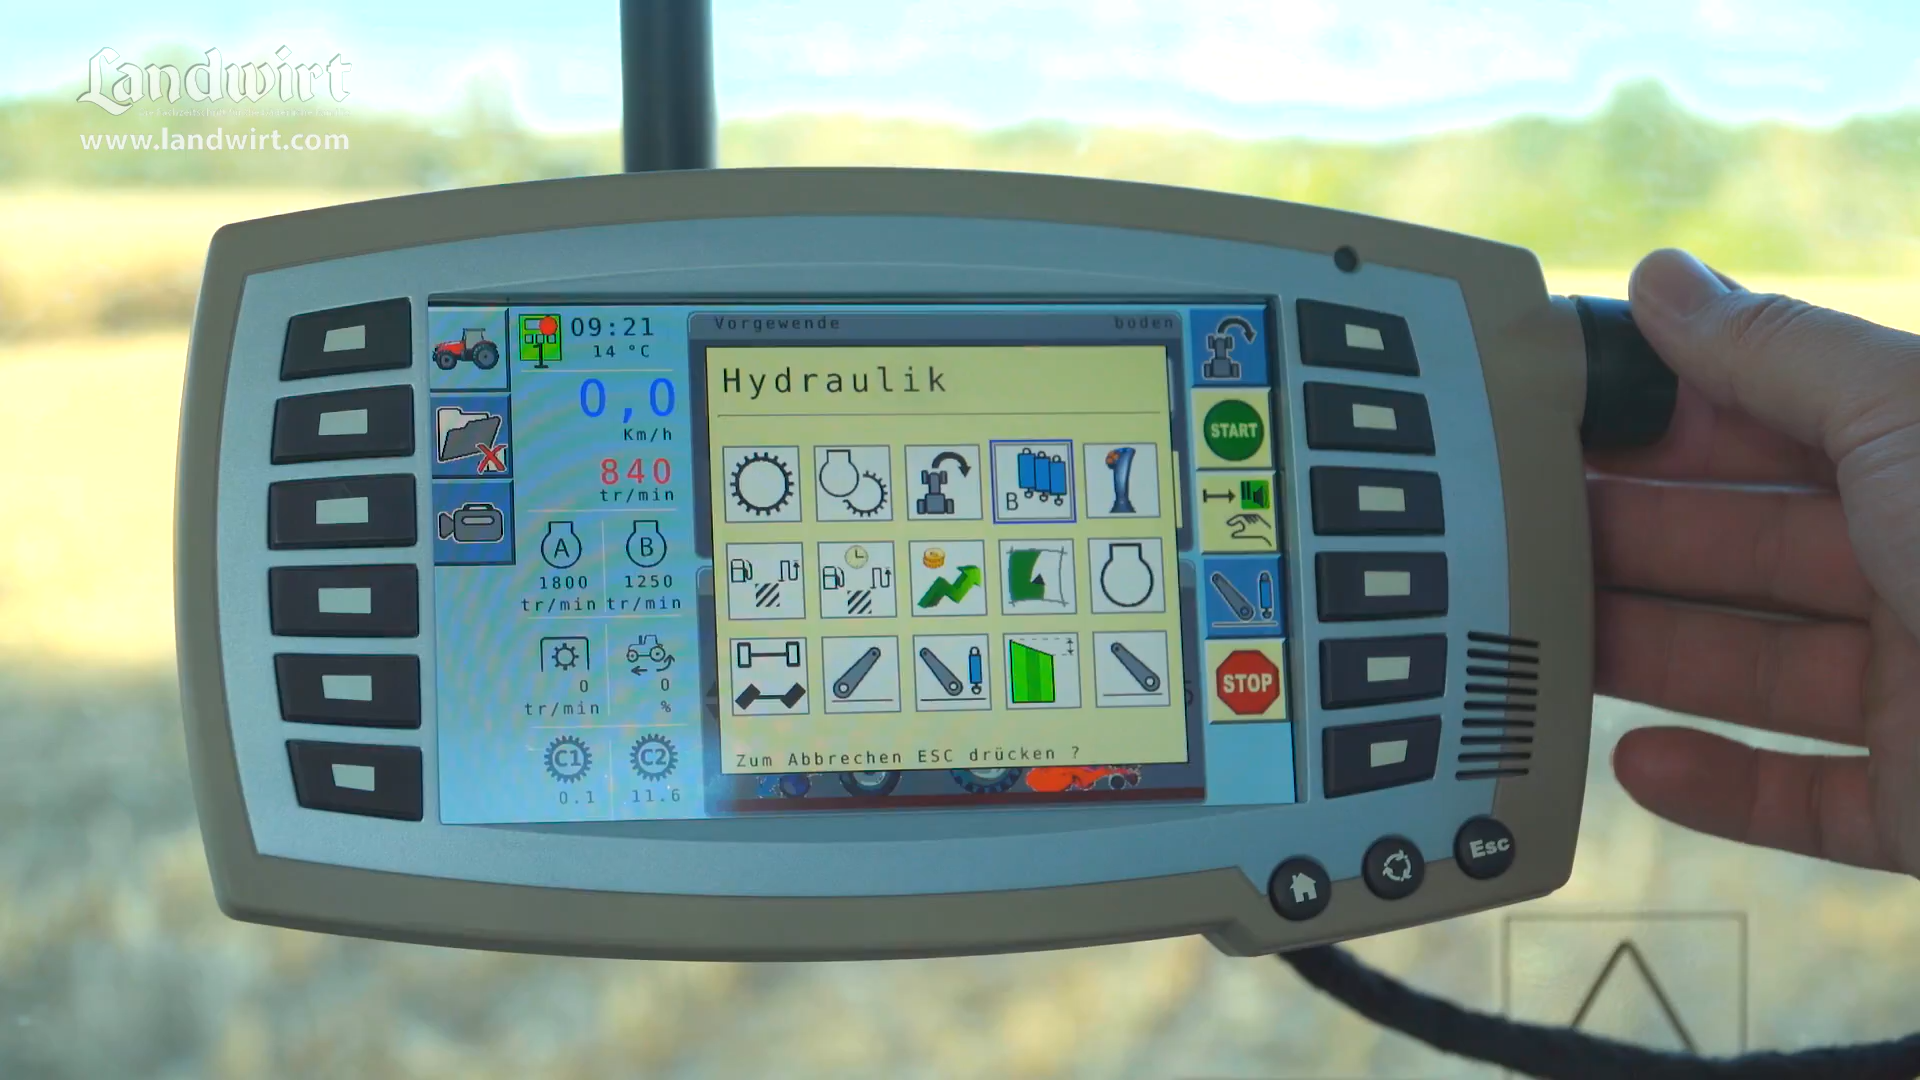 Landwirt
www.landwirt.com
Vorgewende boden
09:21
14 °C
0,0
Km/h
840
tr/min
A B
1800 1250
tr/min tr/min
0 0
tr/min %
C1 C2
0.1 11.6
Hydraulik
B
Zum Abbrechen ESC drücken ?
START
STOP
Esc